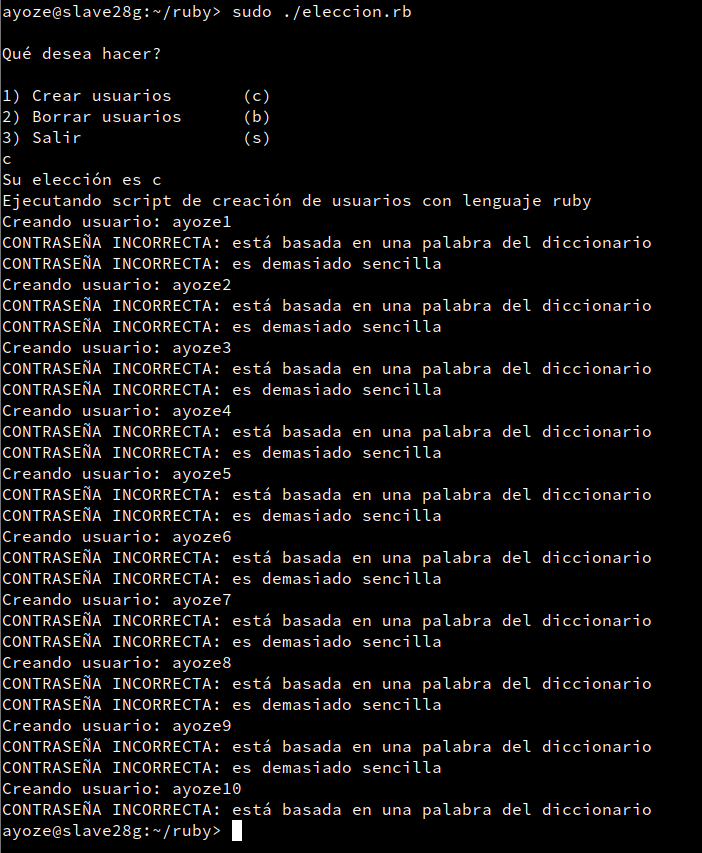 ayoze@slave28g:~/ruby> sudo ./eleccion.rb
Qué desea hacer?
1) Crear usuarios (c)
2) Borrar usuarios (b)
3) Salir (s)
c
Su elección es c
Ejecutando script de creación de usuarios con lenguaje ruby
Creando usuario: ayoze1
CONTRASEÑA INCORRECTA: está basada en una palabra del diccionario
CONTRASEÑA INCORRECTA: es demasiado sencilla
Creando usuario: ayoze2
CONTRASEÑA INCORRECTA: está basada en una palabra del diccionario
CONTRASEÑA INCORRECTA: es demasiado sencilla
Creando usuario: ayoze3
CONTRASEÑA INCORRECTA: está basada en una palabra del diccionario
CONTRASEÑA INCORRECTA: es demasiado sencilla
Creando usuario: ayoze4
CONTRASEÑA INCORRECTA: está basada en una palabra del diccionario
CONTRASEÑA INCORRECTA: es demasiado sencilla
Creando usuario: ayoze5
CONTRASEÑA INCORRECTA: está basada en una palabra del diccionario
CONTRASEÑA INCORRECTA: es demasiado sencilla
Creando usuario: ayoze6
CONTRASEÑA INCORRECTA: está basada en una palabra del diccionario
CONTRASEÑA INCORRECTA: es demasiado sencilla
Creando usuario: ayoze7
CONTRASEÑA INCORRECTA: está basada en una palabra del diccionario
CONTRASEÑA INCORRECTA: es demasiado sencilla
Creando usuario: ayoze8
CONTRASEÑA INCORRECTA: está basada en una palabra del diccionario
CONTRASEÑA INCORRECTA: es demasiado sencilla
Creando usuario: ayoze9
CONTRASEÑA INCORRECTA: está basada en una palabra del diccionario
CONTRASEÑA INCORRECTA: es demasiado sencilla
Creando usuario: ayoze10
CONTRASEÑA INCORRECTA: está basada en una palabra del diccionario
ayoze@slave28g:~/ruby>